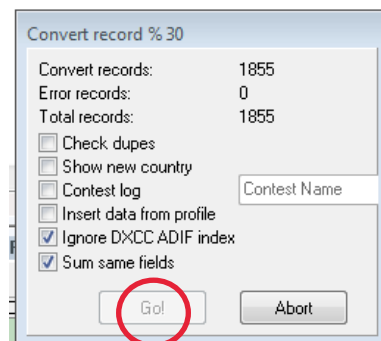 Convert record % 30
Convert records: 1855
Error records: 0
Total records: 1855
Check dupes
Show new country
Contest log Contest Name
Insert data from profile
Ignore DXCC ADIF index
Sum same fields
Go! Abort